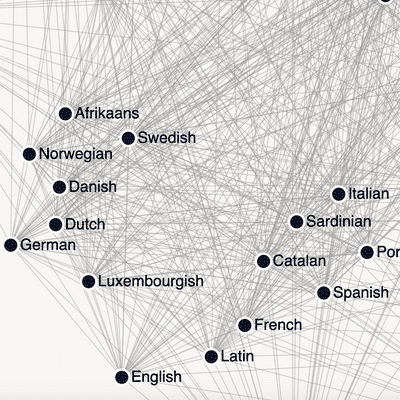 Afrikaans
Swedish
Norwegian
Danish
Italian
Sardinian
Dutch
German
Por
Catalan
Luxembourgish
Spanish
French
Latin
English